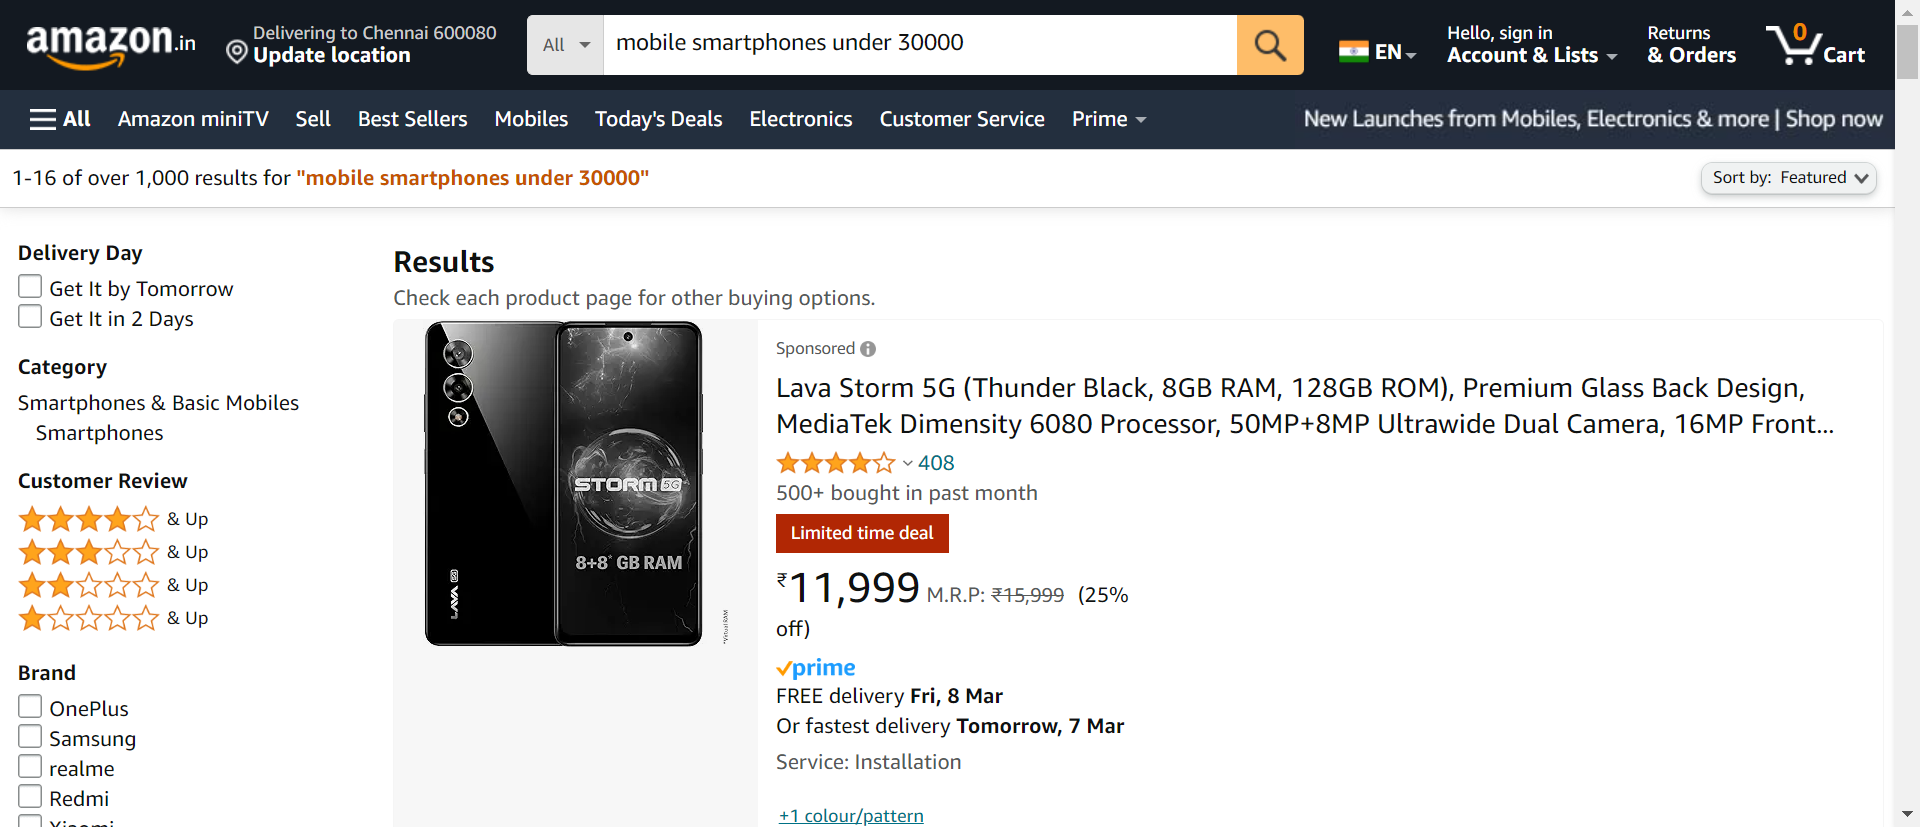 amazon.in
Delivering to Chennai 600080
Update location
All
mobile smartphones under 30000
EN
Hello, sign in
Account & Lists
Returns
& Orders
0
Cart
All
Amazon miniTV
Sell
Best Sellers
Mobiles
Today's Deals
Electronics
Customer Service
Prime
New Launches from Mobiles, Electronics & more | Shop now
1-16 of over 1,000 results for "mobile smartphones under 30000"
Sort by: Featured
Delivery Day
Get It by Tomorrow
Get It in 2 Days
Category
Smartphones & Basic Mobiles
Smartphones
Customer Review
& Up
& Up
& Up
& Up
Brand
OnePlus
Samsung
realme
Redmi
Xiaomi
Results
Check each product page for other buying options.
STORM 5G
8+8* GB RAM
LAVA 5G
*Virtual RAM
Sponsored
Lava Storm 5G (Thunder Black, 8GB RAM, 128GB ROM), Premium Glass Back Design,
MediaTek Dimensity 6080 Processor, 50MP+8MP Ultrawide Dual Camera, 16MP Front...
408
500+ bought in past month
Limited time deal
₹11,999 M.R.P: ₹15,999 (25%
off)
prime
FREE delivery Fri, 8 Mar
Or fastest delivery Tomorrow, 7 Mar
Service: Installation
+1 colour/pattern